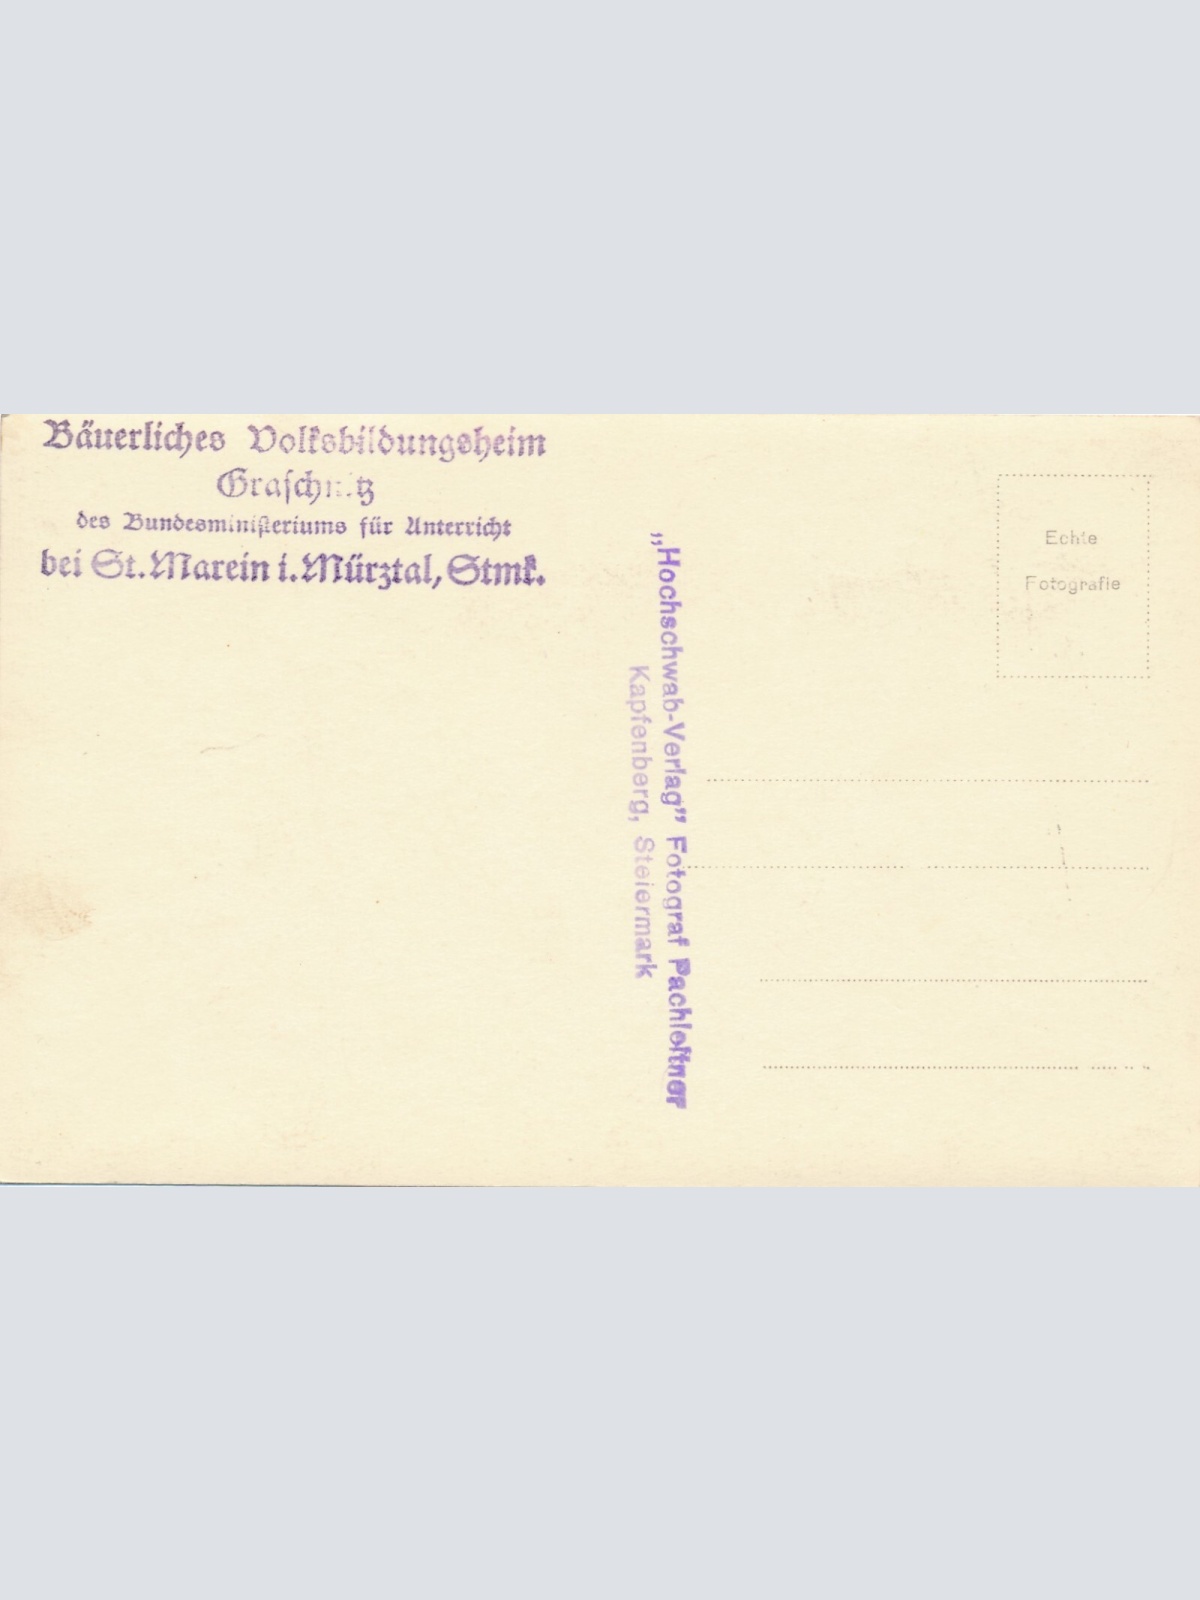 Bäuerliches Volksbildungsheim
Graschnitz
des Bundesministeriums für Unterricht
bei St. Marein i. Mürztal, Stmk.
„Hochschwab-Verlag” Fotograf Pachleitner
Kapfenberg, Steiermark
Echte
Fotografie